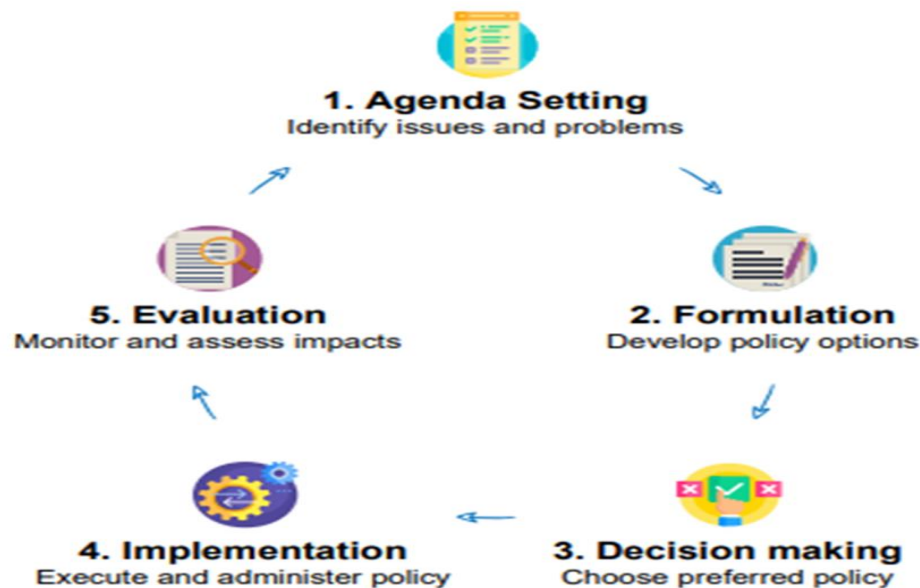 1. Agenda Setting
Identify issues and problems
2. Formulation
Develop policy options
3. Decision making
Choose preferred policy
4. Implementation
Execute and administer policy
5. Evaluation
Monitor and assess impacts